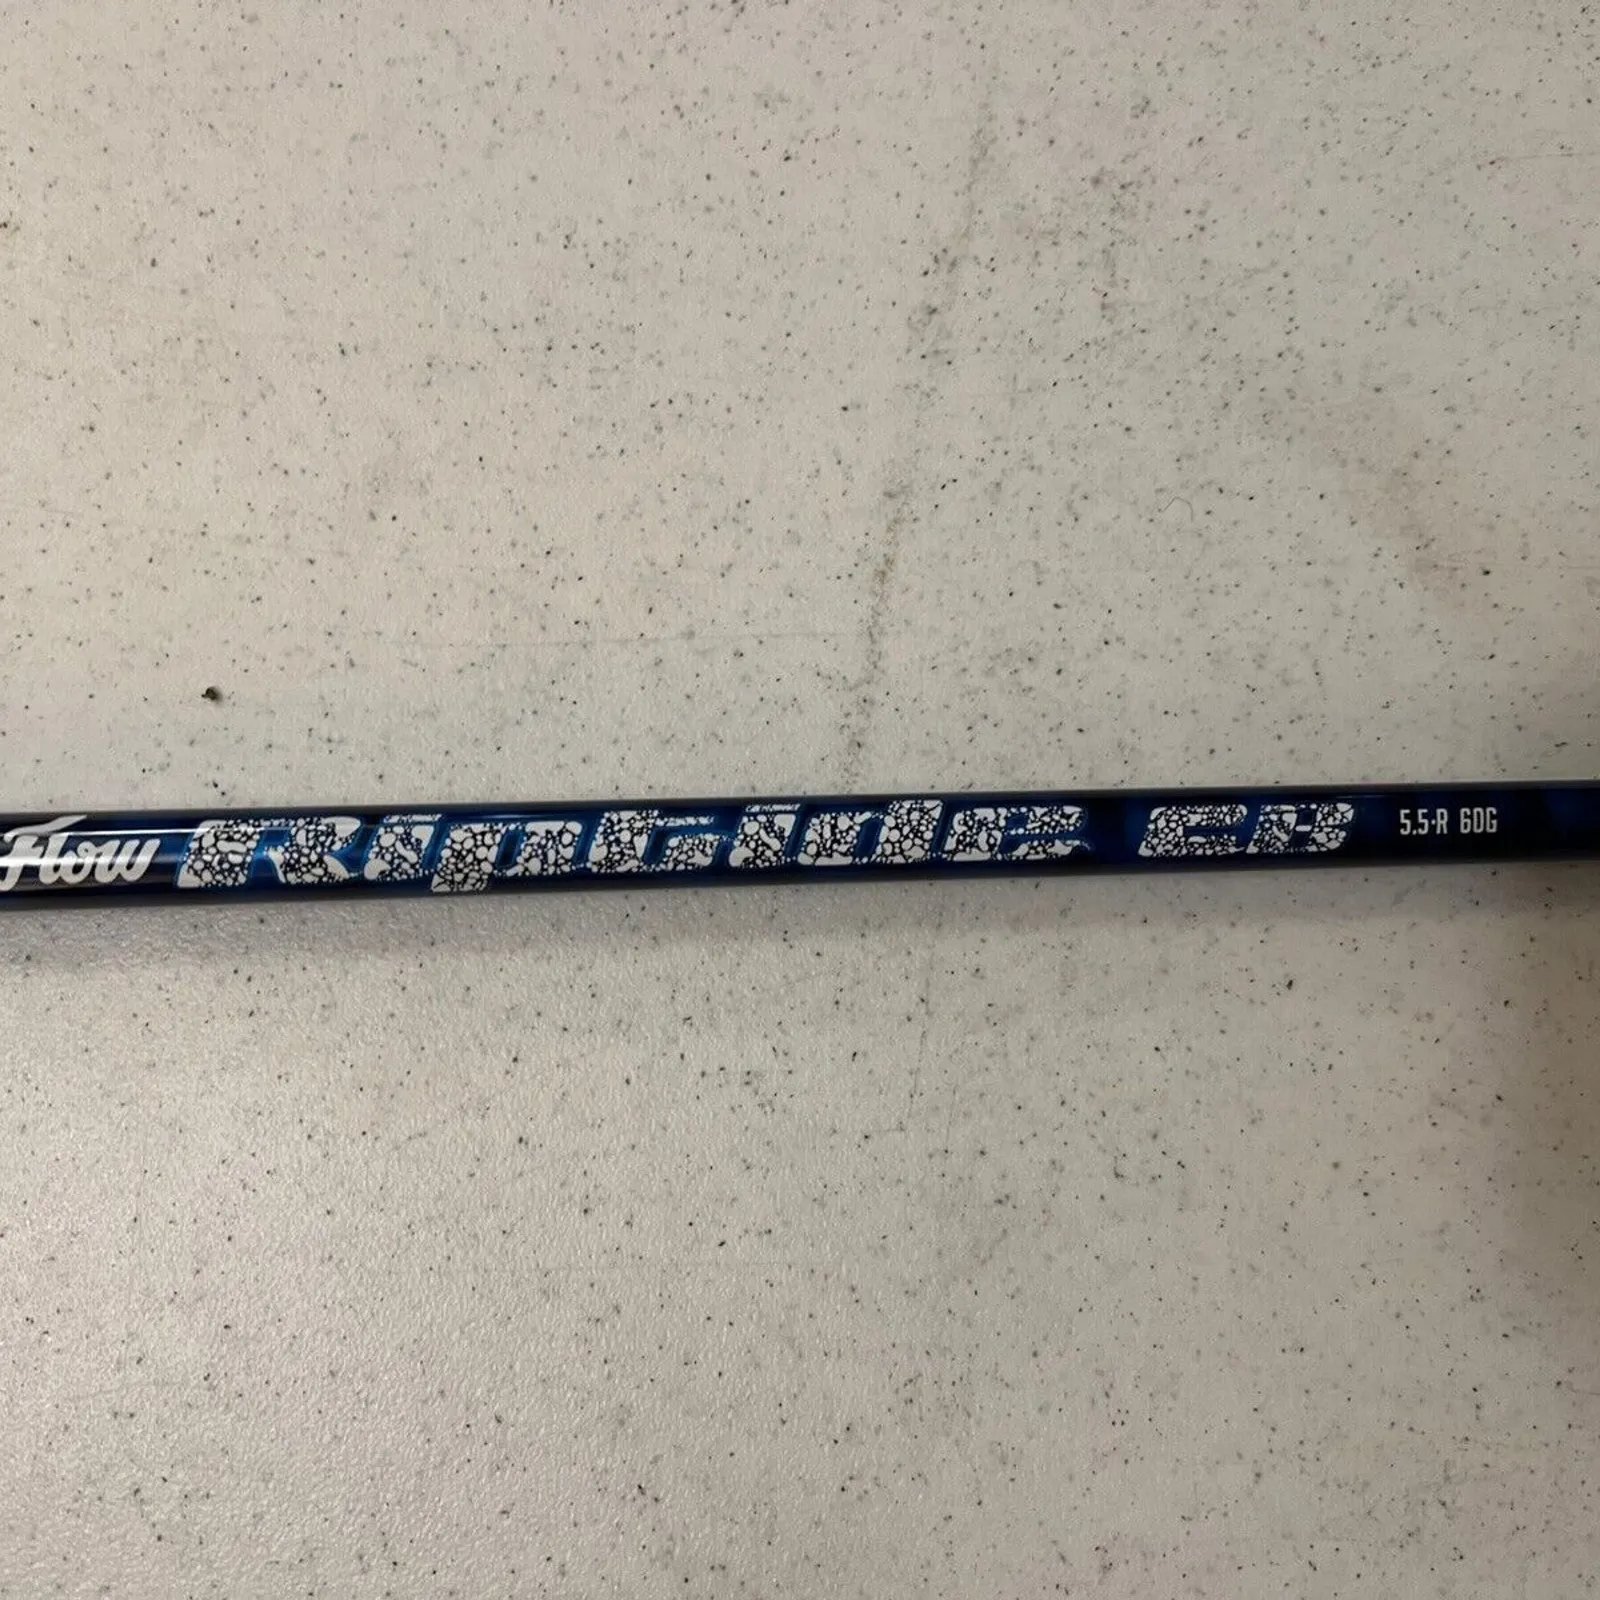 Flow Riptide CB 5.5-R 60G